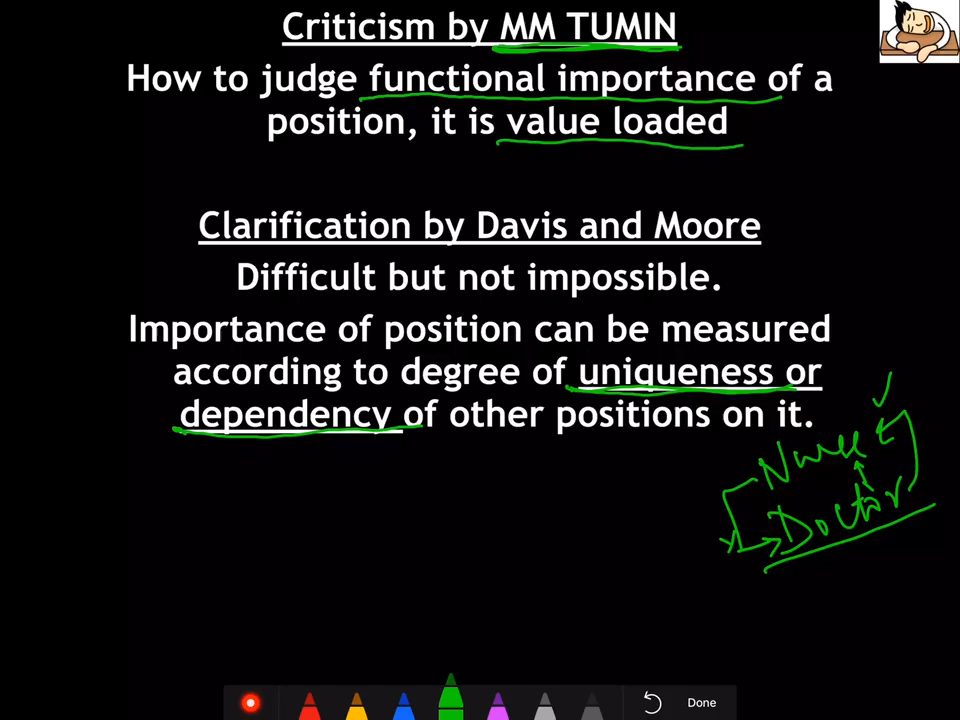 Criticism by MM TUMIN
How to judge functional importance of a
position, it is value loaded
Clarification by Davis and Moore
Difficult but not impossible.
Importance of position can be measured
according to degree of uniqueness or
dependency of other positions on it.
Nurse
Doctor
Done